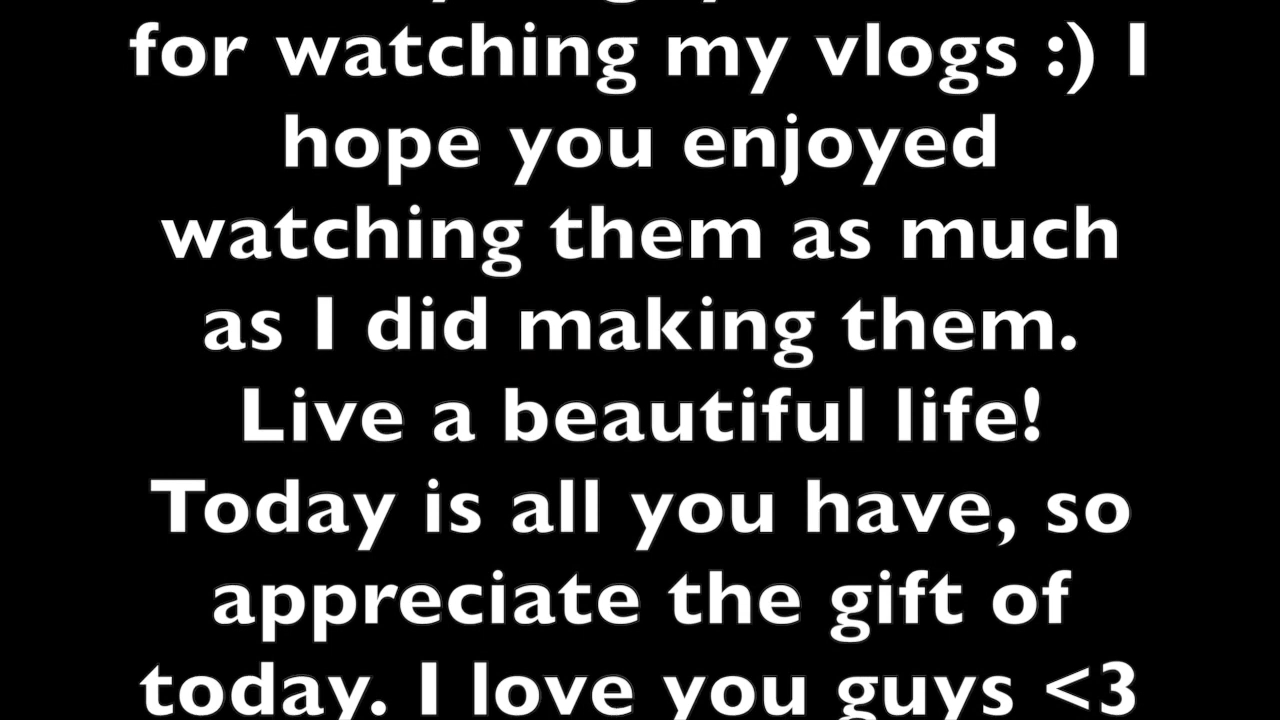 for watching my vlogs :) I
hope you enjoyed
watching them as much
as I did making them.
Live a beautiful life!
Today is all you have, so
appreciate the gift of
today. I love you guys <3